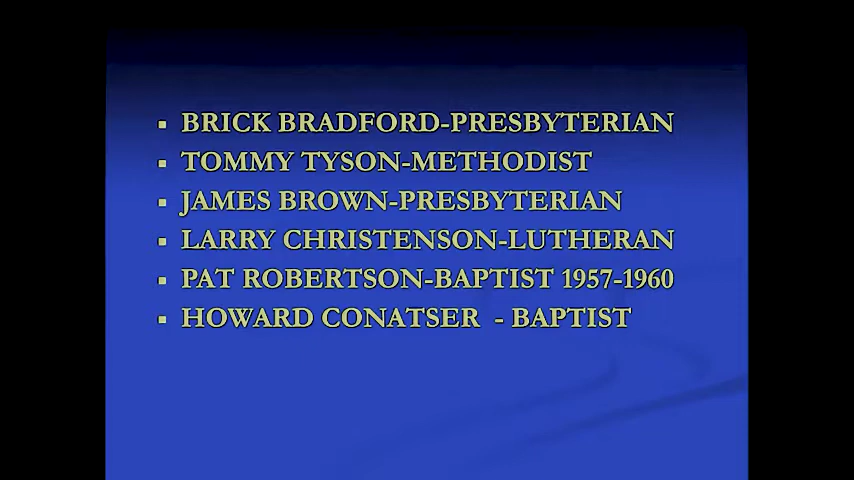 BRICK BRADFORD-PRESBYTERIAN
TOMMY TYSON-METHODIST
JAMES BROWN-PRESBYTERIAN
LARRY CHRISTENSON-LUTHERAN
PAT ROBERTSON-BAPTIST 1957-1960
HOWARD CONATSER - BAPTIST